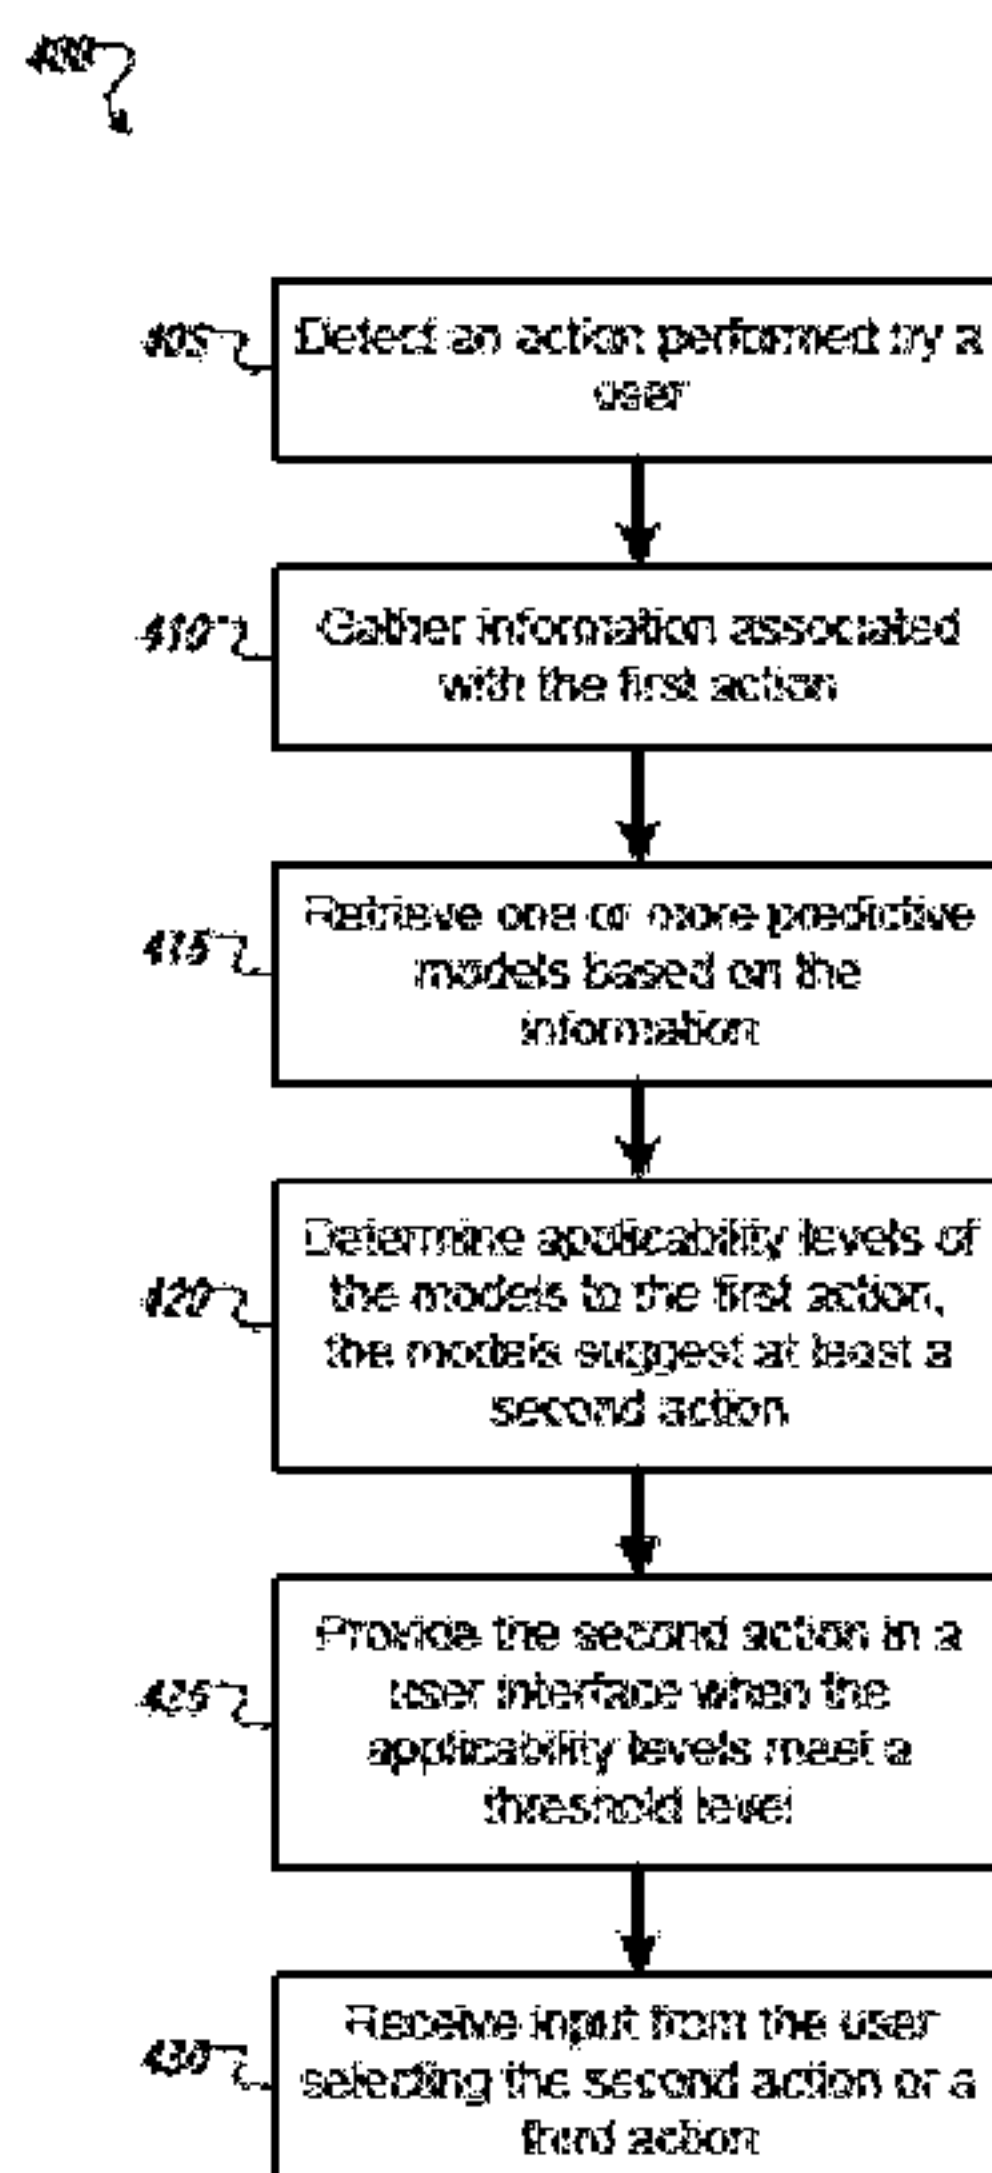 400
405
Detect an action performed by a
user
410
Gather information associated
with the first action
415
Retrieve one or more predictive
models based on the
information
420
Determine applicability levels of
the models to the first action,
the models suggest at least a
second action
425
Provide the second action in a
user interface when the
applicability levels meet a
threshold level
430
Receive input from the user
selecting the second action or a
third action